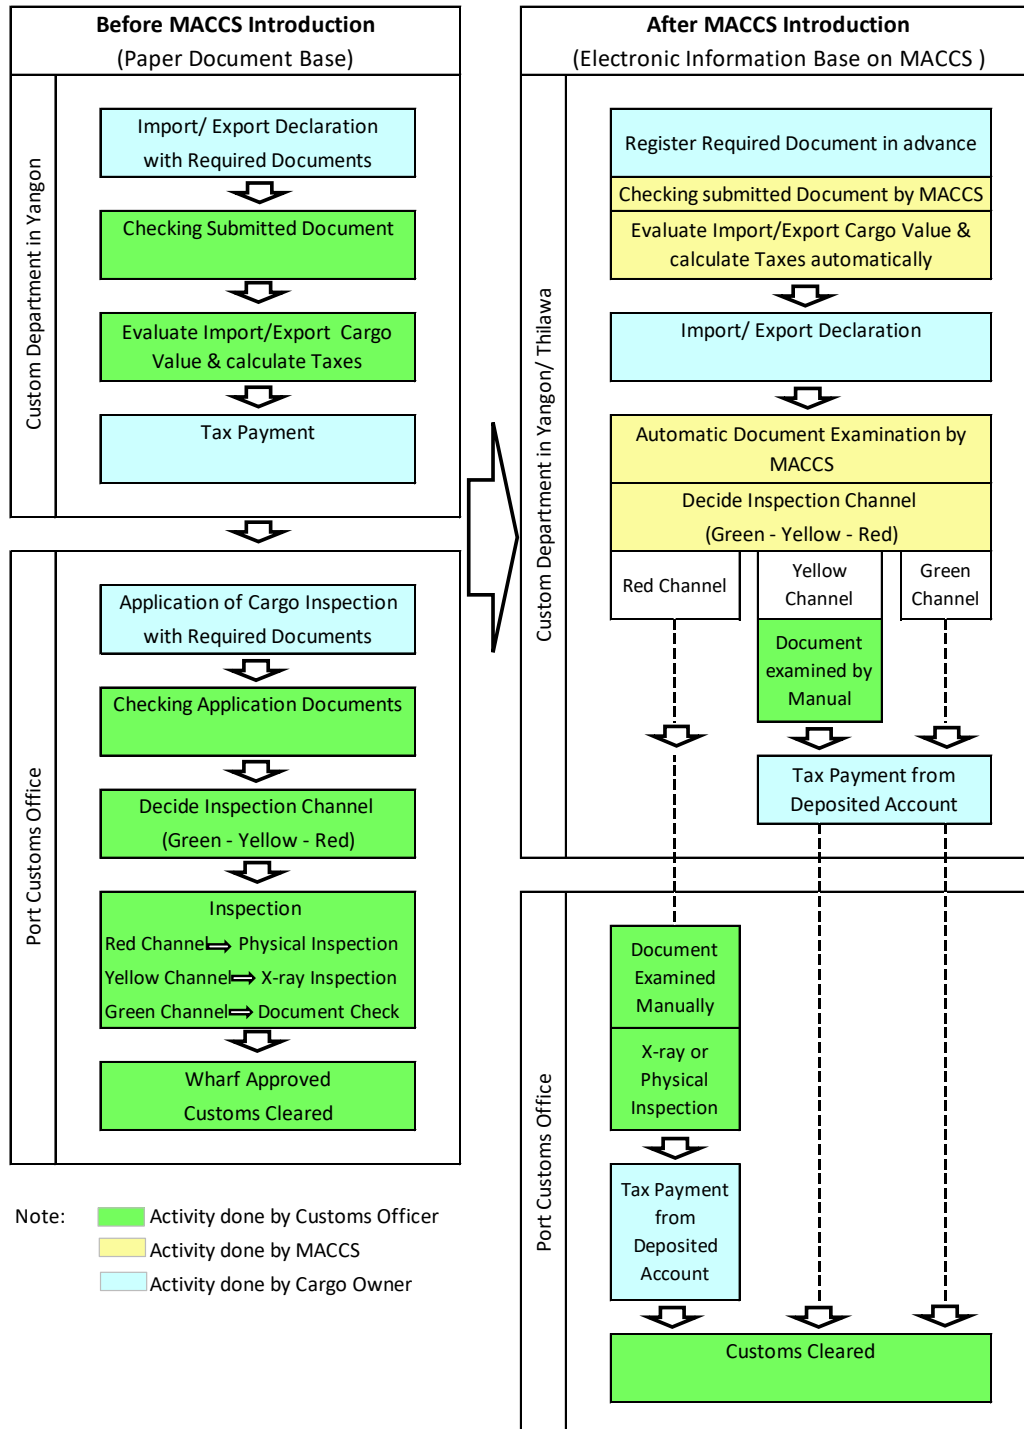 Before MACCS Introduction
(Paper Document Base)
Custom Department in Yangon
Import/ Export Declaration
with Required Documents
Checking Submitted Document
Evaluate Import/Export Cargo
Value & calculate Taxes
Tax Payment
Port Customs Office
Application of Cargo Inspection
with Required Documents
Checking Application Documents
Decide Inspection Channel
(Green - Yellow - Red)
Inspection
Red Channel ⇒ Physical Inspection
Yellow Channel ⇒ X-ray Inspection
Green Channel ⇒ Document Check
Wharf Approved
Customs Cleared
Note:
Activity done by Customs Officer
Activity done by MACCS
Activity done by Cargo Owner
After MACCS Introduction
(Electronic Information Base on MACCS )
Custom Department in Yangon/ Thilawa
Register Required Document in advance
Checking submitted Document by MACCS
Evaluate Import/Export Cargo Value &
calculate Taxes automatically
Import/ Export Declaration
Automatic Document Examination by
MACCS
Decide Inspection Channel
(Green - Yellow - Red)
Red Channel
Yellow
Channel
Green
Channel
Document
examined by
Manual
Tax Payment from
Deposited Account
Port Customs Office
Document
Examined
Manually
X-ray or
Physical
Inspection
Tax Payment
from
Deposited
Account
Customs Cleared